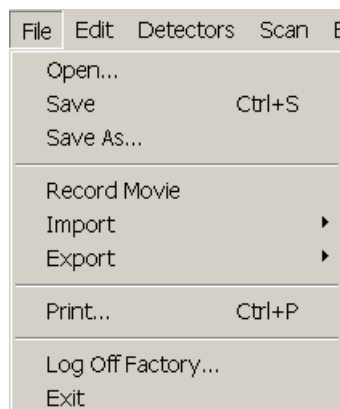 File Edit Detectors Scan
Open...
Save Ctrl+S
Save As...
Record Movie
Import
Export
Print... Ctrl+P
Log Off Factory...
Exit